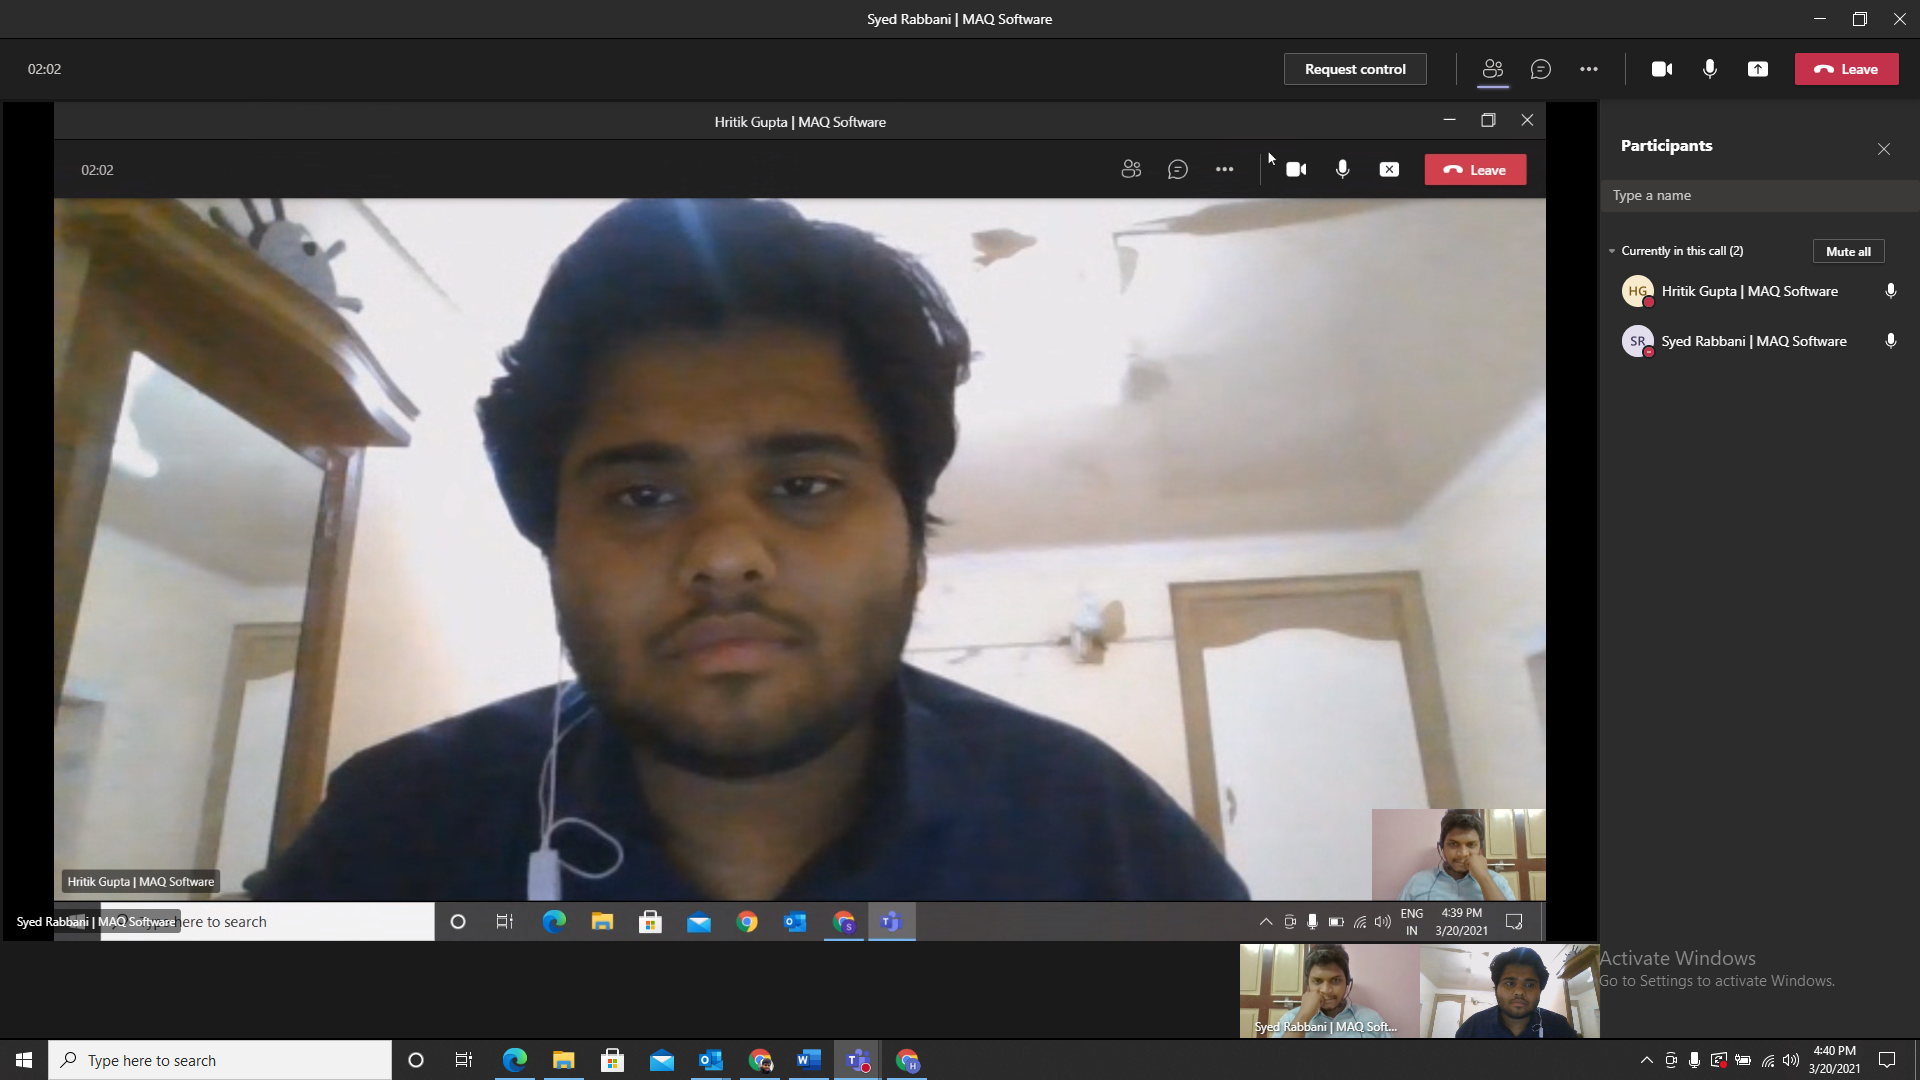 Syed Rabbani | MAQ Software
02:02
Request control
Leave
Hritik Gupta | MAQ Software
02:02
Leave
Participants
Type a name
Currently in this call (2)
Mute all
HG
Hritik Gupta | MAQ Software
SR
Syed Rabbani | MAQ Software
Hritik Gupta | MAQ Software
Syed Rabbani | MAQ Software
here to search
ENG
IN
4:39 PM
3/20/2021
Activate Windows
Go to Settings to activate Windows.
Syed Rabbani | MAQ Soft...
Type here to search
4:40 PM
3/20/2021